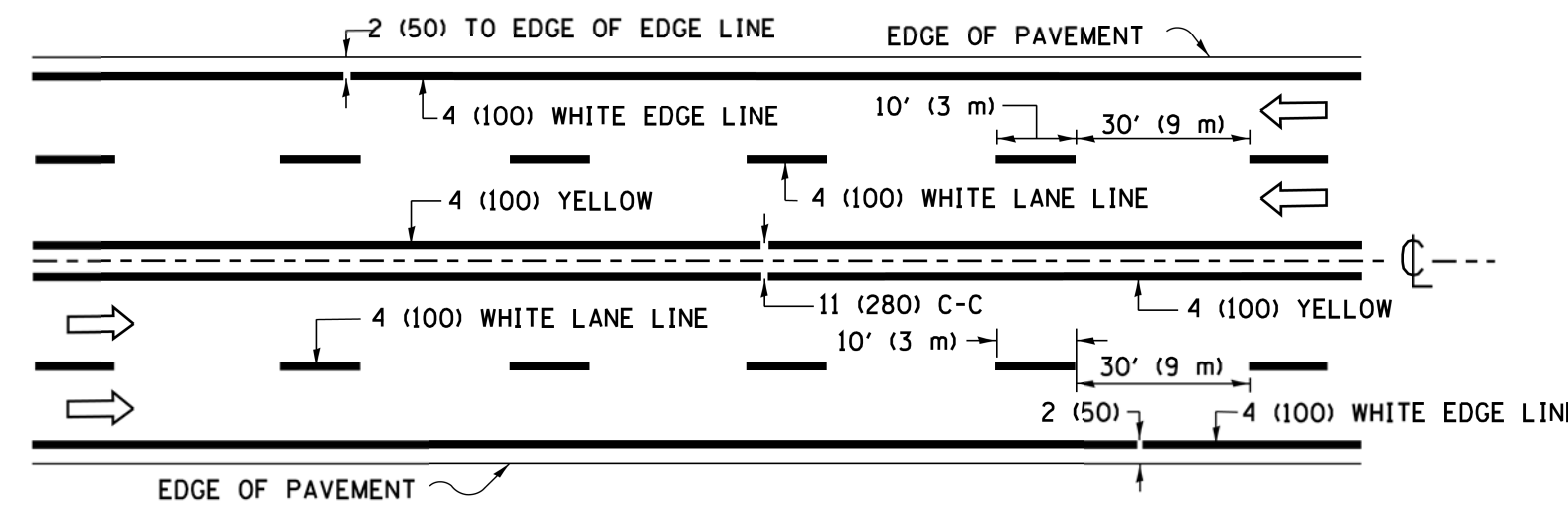 2 (50) TO EDGE OF EDGE LINE
EDGE OF PAVEMENT
4 (100) WHITE EDGE LINE
10' (3 m)
30' (9 m)
4 (100) YELLOW
4 (100) WHITE LANE LINE
11 (280) C-C
4 (100) YELLOW
4 (100) WHITE LANE LINE
10' (3 m)
30' (9 m)
2 (50)
4 (100) WHITE EDGE LINE
EDGE OF PAVEMENT